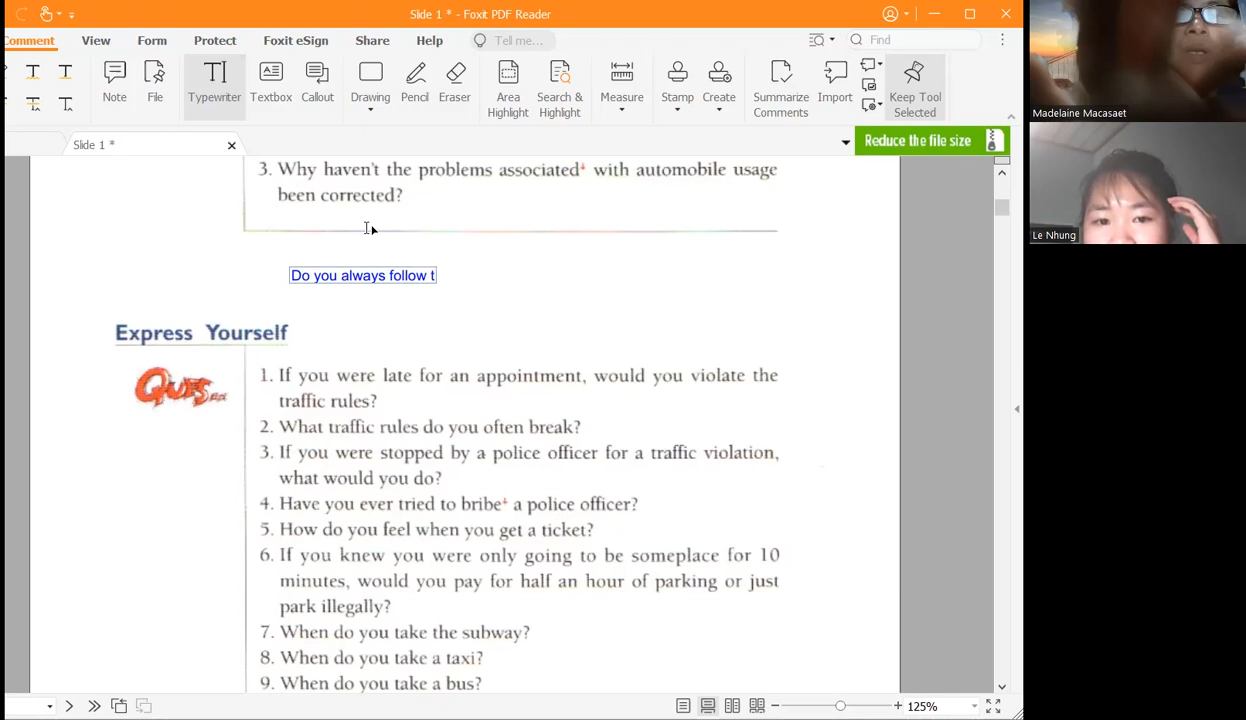 Slide 1 * - Foxit PDF Reader
Comment View Form Protect Foxit eSign Share Help Tell me... Find
Note File Typewriter Textbox Callout Drawing Pencil Eraser Area Highlight Search & Highlight Measure Stamp Create Summarize Comments Import Keep Tool Selected
Slide 1 *
Reduce the file size
3. Why haven't the problems associated⁺ with automobile usage
been corrected?
Do you always follow t
Express Yourself
QUES
1. If you were late for an appointment, would you violate the
traffic rules?
2. What traffic rules do you often break?
3. If you were stopped by a police officer for a traffic violation,
what would you do?
4. Have you ever tried to bribe⁺ a police officer?
5. How do you feel when you get a ticket?
6. If you knew you were only going to be someplace for 10
minutes, would you pay for half an hour of parking or just
park illegally?
7. When do you take the subway?
8. When do you take a taxi?
9. When do you take a bus?
125%
Madelaine Macasaet
Le Nhung